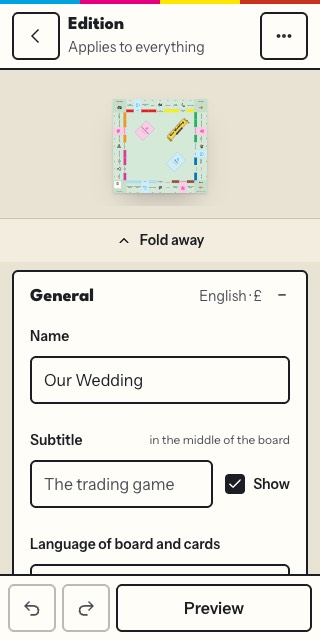 Edition
Applies to everything
Fold away
General
English · £
Name
Our Wedding
Subtitle
in the middle of the board
The trading game
Show
Language of board and cards
Preview